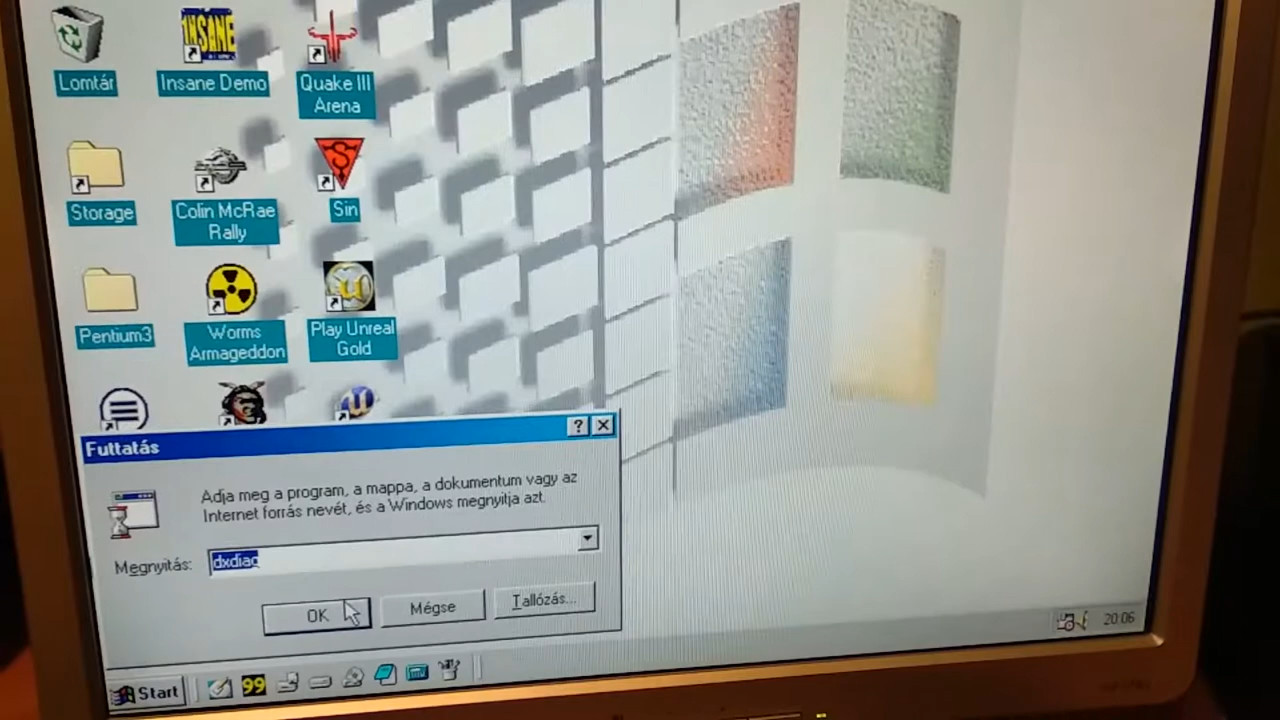 Lomtár
INSANE
Insane Demo
Quake III
Arena
Storage
Colin McRae
Rally
Sin
Pentium3
Worms
Armageddon
Play Unreal
Gold
Futtatás
Adja meg a program, a mappa, a dokumentum vagy az
Internet forrás nevét, és a Windows megnyitja azt.
Megnyitás:
dxdiag
OK
Mégse
Tallózás...
Start
99
20:06